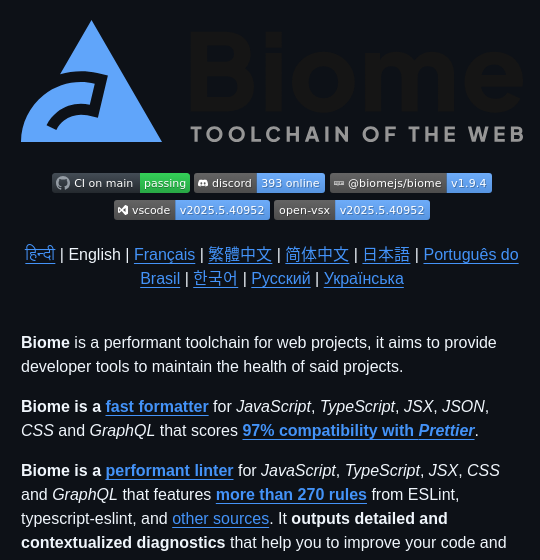 Biome
TOOLCHAIN OF THE WEB
CI on main passing discord 393 online @biomejs/biome v1.9.4
vscode v2025.5.40952 open-vsx v2025.5.40952
हिन्दी | English | Français | 繁體中文 | 简体中文 | 日本語 | Português do
Brasil | 한국어 | Русский | Українська
Biome is a performant toolchain for web projects, it aims to provide
developer tools to maintain the health of said projects.
Biome is a fast formatter for JavaScript, TypeScript, JSX, JSON,
CSS and GraphQL that scores 97% compatibility with Prettier.
Biome is a performant linter for JavaScript, TypeScript, JSX, CSS
and GraphQL that features more than 270 rules from ESLint,
typescript-eslint, and other sources. It outputs detailed and
contextualized diagnostics that help you to improve your code and